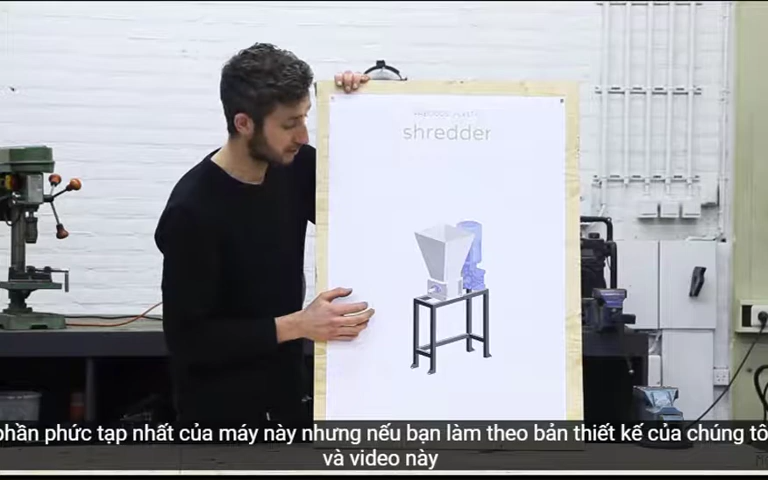 PRECIOUS PLASTIC
shredder
phần phức tạp nhất của máy này nhưng nếu bạn làm theo bản thiết kế của chúng tô
và video này